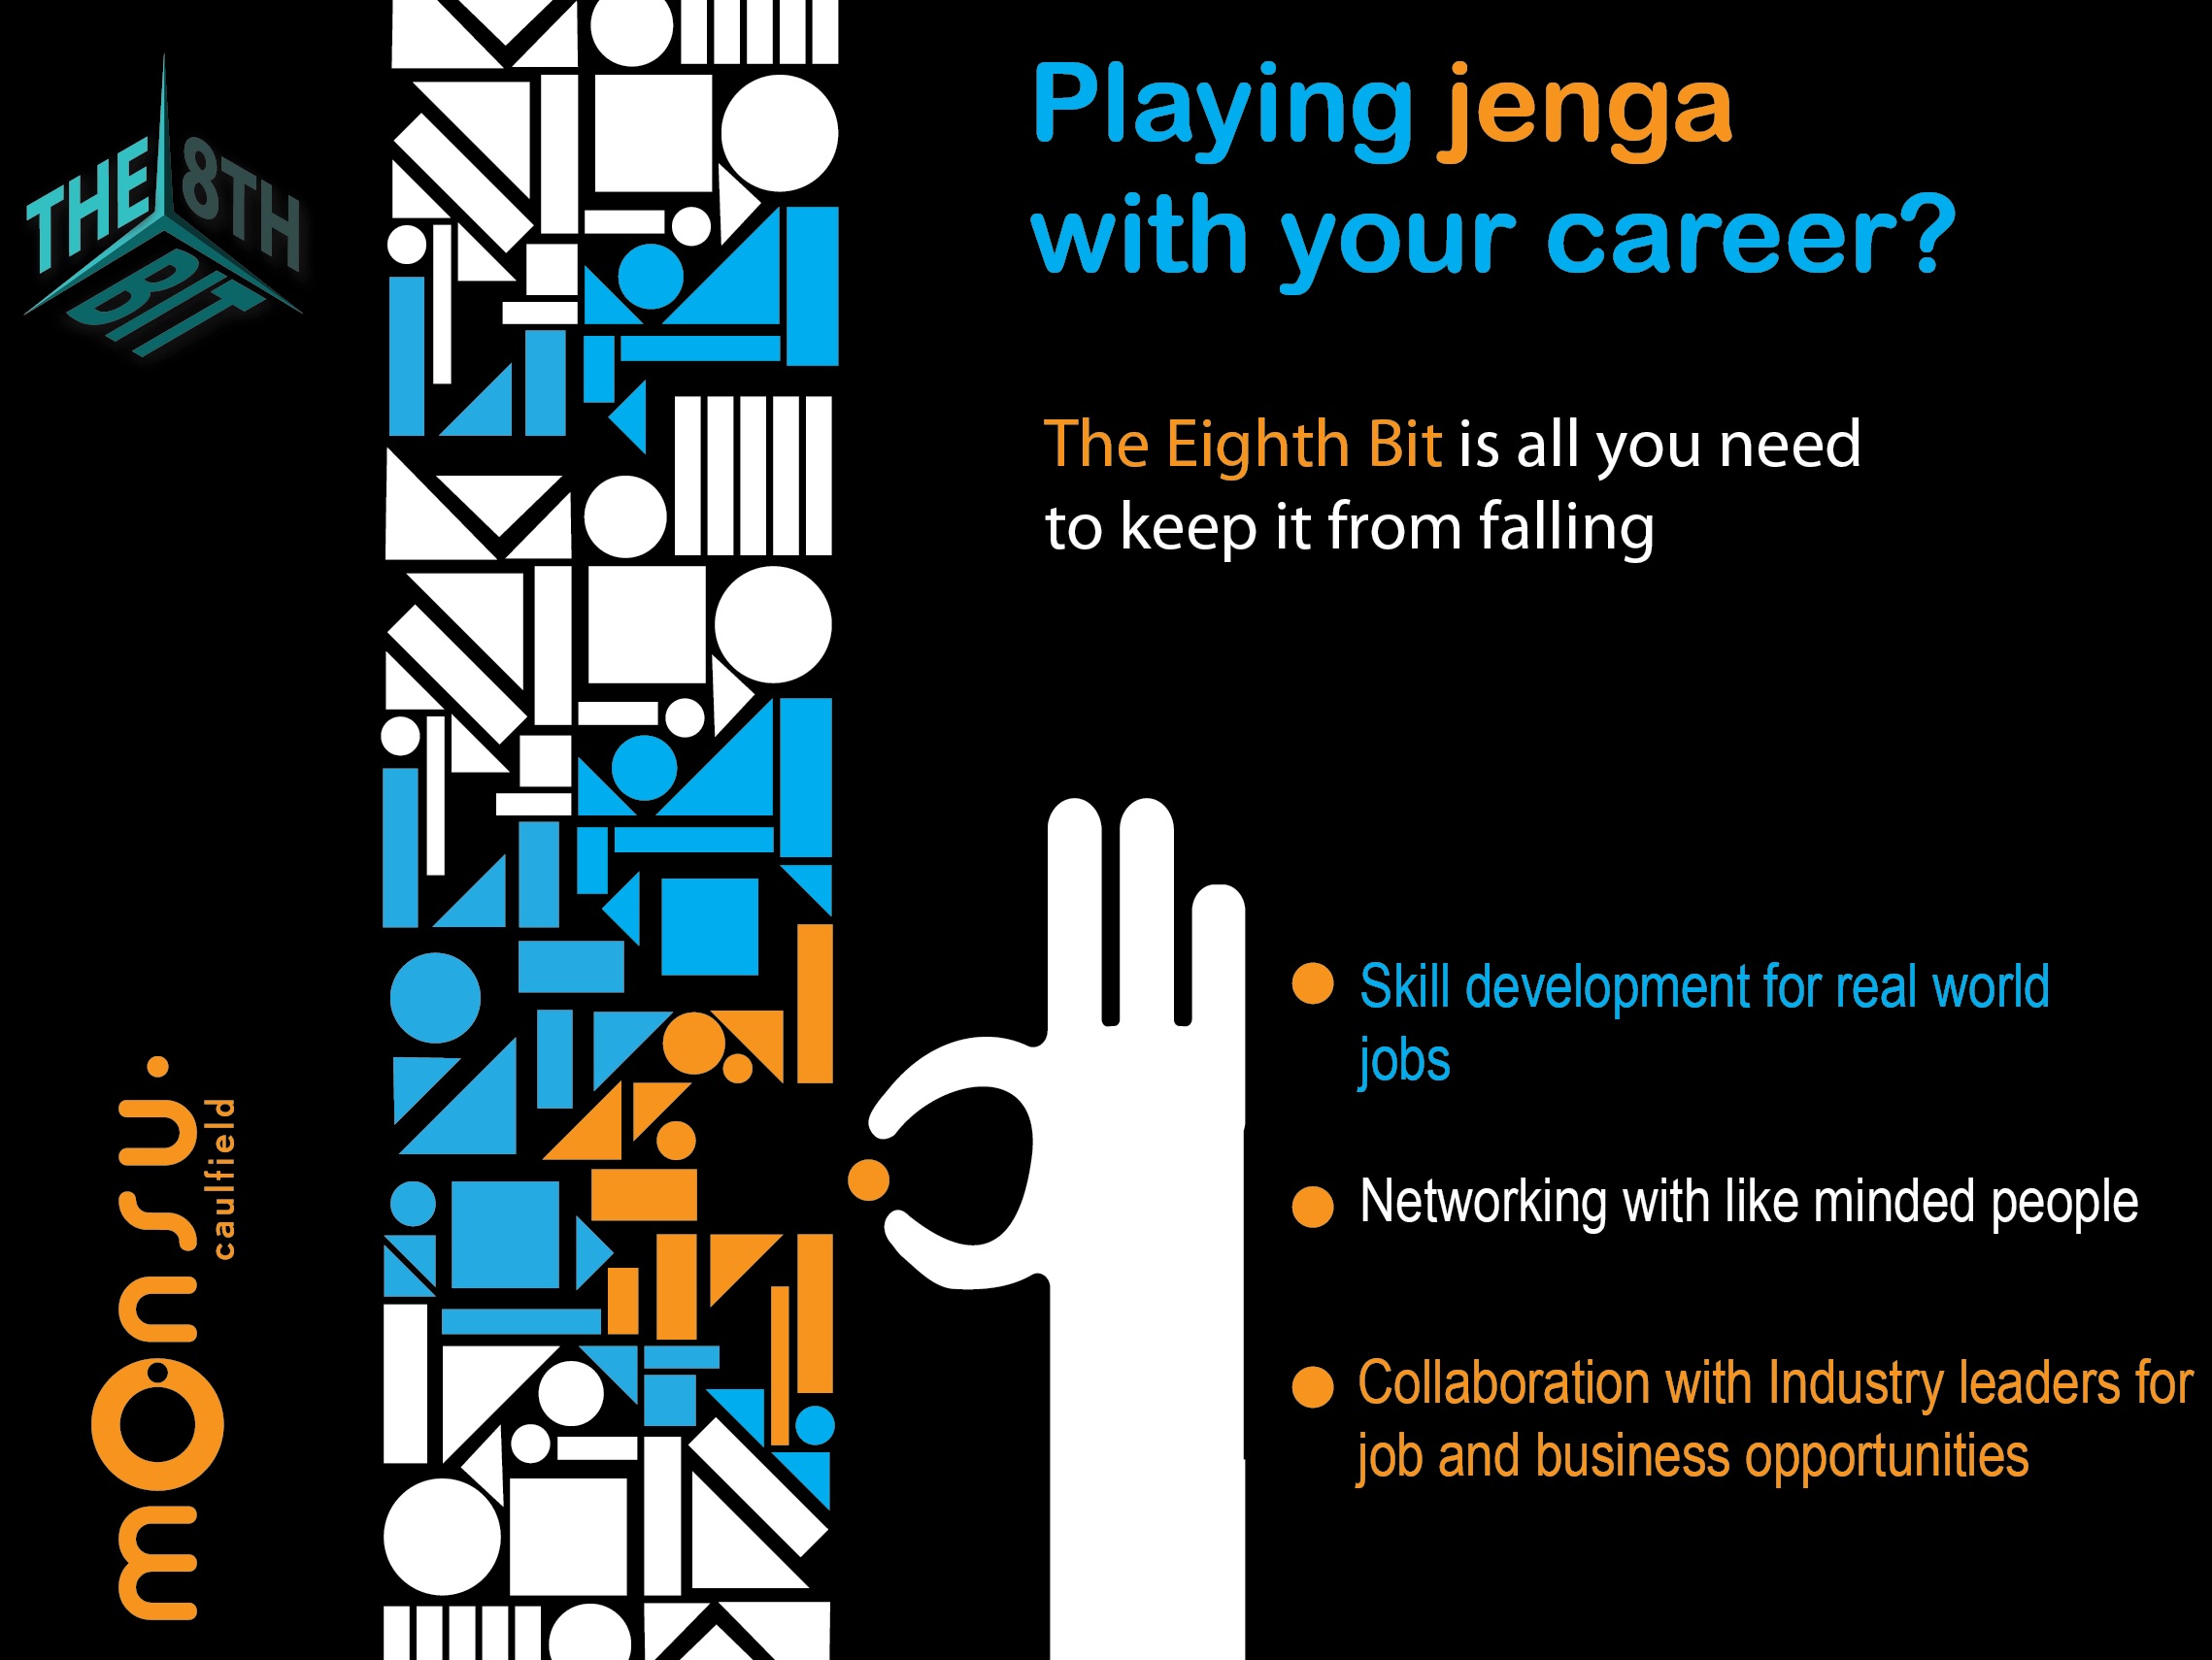 THE 8TH
BIT
Playing jenga
with your career?
The Eighth Bit is all you need
to keep it from falling
Skill development for real world
jobs
Networking with like minded people
Collaboration with Industry leaders for
job and business opportunities
monsu.
caulfield